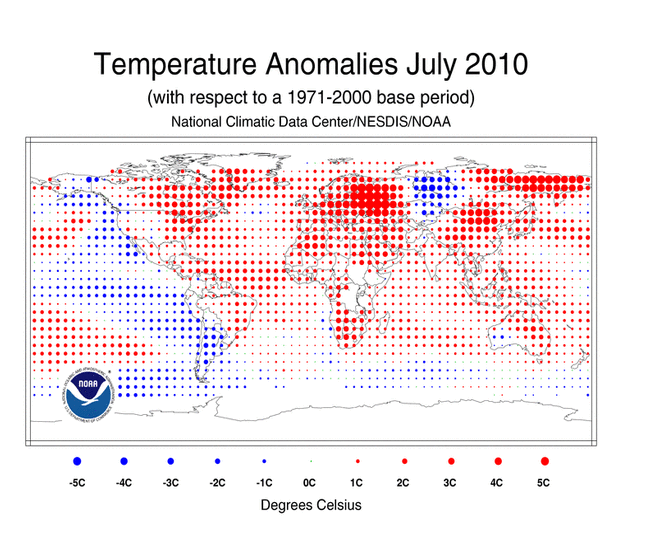 Temperature Anomalies July 2010
(with respect to a 1971-2000 base period)
National Climatic Data Center/NESDIS/NOAA
NOAA
-5C -4C -3C -2C -1C 0C 1C 2C 3C 4C 5C
Degrees Celsius